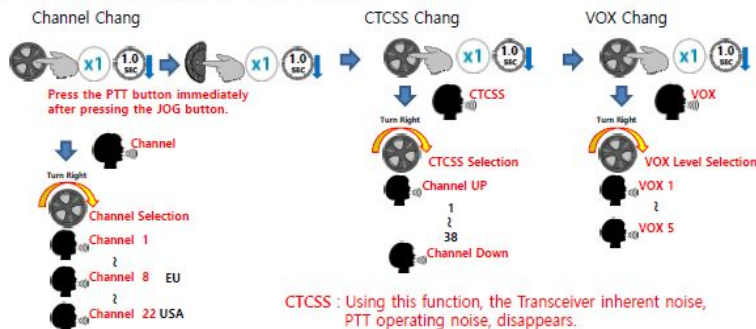 Channel Chang
CTCSS Chang
VOX Chang
x1
1.0
SEC
x1
1.0
SEC
x1
1.0
SEC
x1
1.0
SEC
Press the PTT button immediately
after pressing the JOG button.
Channel
Turn Right
Channel Selection
Channel 1
~
Channel 8 EU
~
Channel 22 USA
CTCSS
Turn Right
CTCSS Selection
Channel UP
1
~
38
Channel Down
VOX
Turn Right
VOX Level Selection
VOX 1
~
VOX 5
CTCSS : Using this function, the Transceiver inherent noise,
PTT operating noise, disappears.